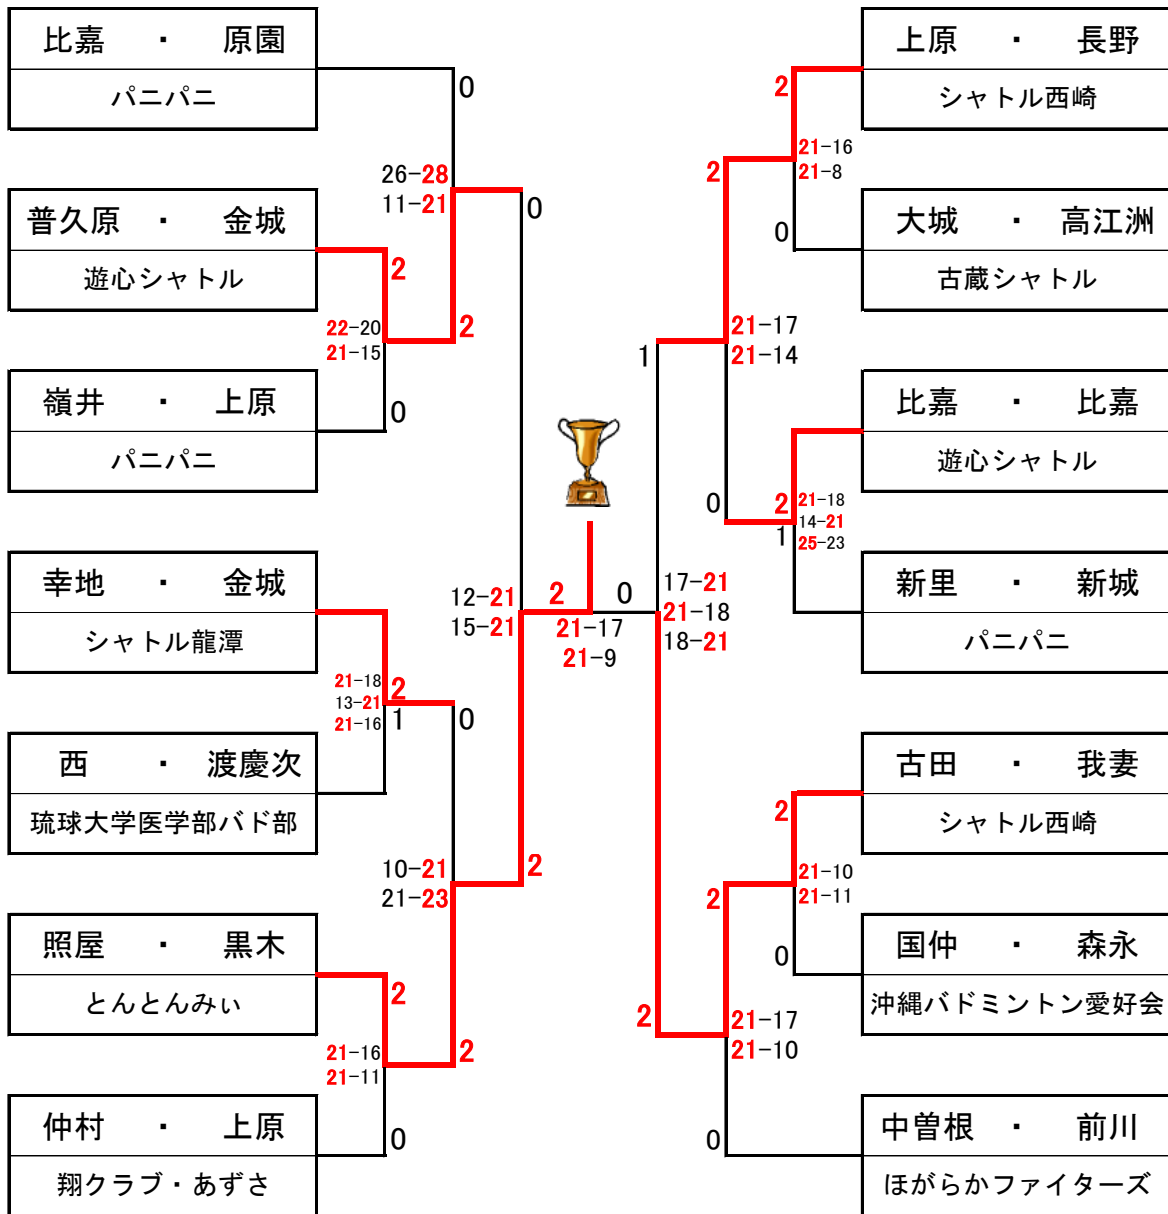 比嘉 ・ 原園
パニパニ
0
26-28
11-21
普久原 ・ 金城
遊心シャトル
2
22-20
21-15
2
0
嶺井 ・ 上原
パニパニ
0
幸地 ・ 金城
シャトル龍潭
21-18
13-21
21-16
2
1
0
西 ・ 渡慶次
琉球大学医学部バド部
12-21
15-21
10-21
21-23
2
照屋 ・ 黒木
とんとんみぃ
2
21-16
21-11
2
仲村 ・ 上原
翔クラブ・あずさ
0
2
0
21-17
21-9
上原 ・ 長野
シャトル西崎
2
21-16
21-8
2
0
大城 ・ 高江洲
古蔵シャトル
21-17
21-14
1
比嘉 ・ 比嘉
遊心シャトル
0
2
21-18
14-21
25-23
1
新里 ・ 新城
パニパニ
17-21
21-18
18-21
古田 ・ 我妻
シャトル西崎
2
21-10
21-11
2
0
国仲 ・ 森永
沖縄バドミントン愛好会
2
21-17
21-10
中曽根 ・ 前川
ほがらかファイターズ
0